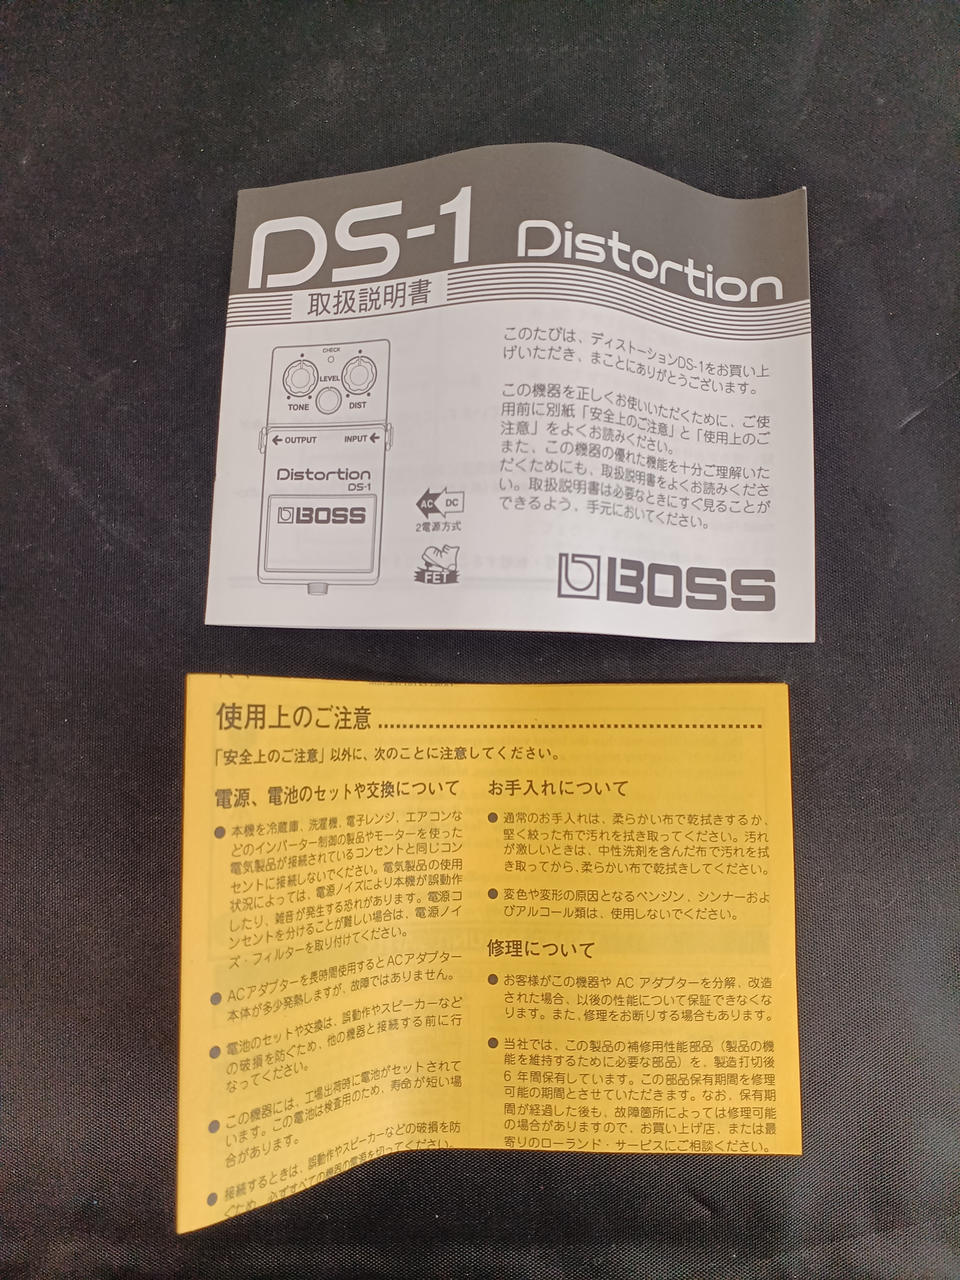 DS-1 Distortion
取扱説明書
CHECK
LEVEL
TONE
DIST
OUTPUT
INPUT
Distortion
DS-1
BOSS
AC DC
2電源方式
FET
このたびは、ディストーションDS-1をお買い上
げいただき、まことにありがとうございます。
この機器を正しくお使いいただくために、ご使
用前に別紙「安全上のご注意」と「使用上のご
注意」をよくお読みください。
また、この機器の優れた機能を十分ご理解いた
だくためにも、取扱説明書をよくお読みくださ
い。取扱説明書は必要なときにすぐ見ることが
できるよう、手元においてください。
BOSS
使用上のご注意
「安全上のご注意」以外に、次のことに注意してください。
電源、電池のセットや交換について
● 本機を冷蔵庫、洗濯機、電子レンジ、エアコンな
どのインバーター制御の製品やモーターを使った
電気製品が接続されているコンセントと同じコン
セントに接続しないでください。電気製品の使用
状況によっては、電源ノイズにより本機が誤動作
したり、雑音が発生する恐れがあります。電源コ
ンセントを分けることが難しい場合は、電源ノイ
ズ・フィルターを取り付けてください。
● ACアダプターを長時間使用するとACアダプター
本体が多少発熱しますが、故障ではありません。
● 電池のセットや交換は、誤動作やスピーカーなど
の破損を防ぐため、他の機器と接続する前に行
なってください。
● この機器には、工場出荷時に電池がセットされて
います。この電池は検査用のため、寿命が短い場
合があります。
● 接続するときは、誤動作やスピーカーなどの破損を防
ぐため、必ずすべての機器の電源を切ってください。
お手入れについて
● 通常のお手入れは、柔らかい布で乾拭きするか、
堅く絞った布で汚れを拭き取ってください。汚れ
が激しいときは、中性洗剤を含んだ布で汚れを拭
き取ってから、柔らかい布で乾拭きしてください。
● 変色や変形の原因となるベンジン、シンナーおよ
びアルコール類は、使用しないでください。
修理について
● お客様がこの機器や AC アダプターを分解、改造
された場合、以後の性能について保証できなくな
ります。また、修理をお断りする場合もあります。
● 当社では、この製品の補修用性能部品（製品の機
能を維持するために必要な部品）を、製造打切後
6 年間保有しています。この部品保有期間を修理
可能の期間とさせていただきます。なお、保有期
間が経過した後も、故障箇所によっては修理可能
の場合がありますので、お買い上げ店、または最
寄りのローランド・サービスにご相談ください。